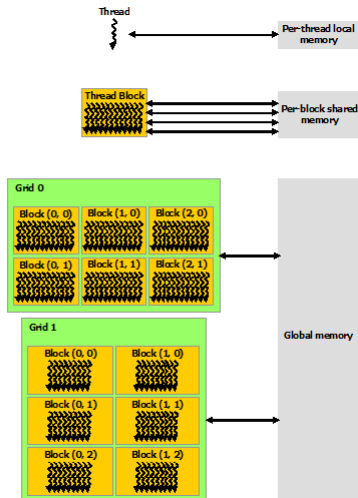 Thread
Per-thread local
memory
Thread Block
Per-block shared
memory
Grid 0
Block (0, 0) Block (1, 0) Block (2, 0)
Block (0, 1) Block (1, 1) Block (2, 1)
Grid 1
Global memory
Block (0, 0) Block (1, 0)
Block (0, 1) Block (1, 1)
Block (0, 2) Block (1, 2)